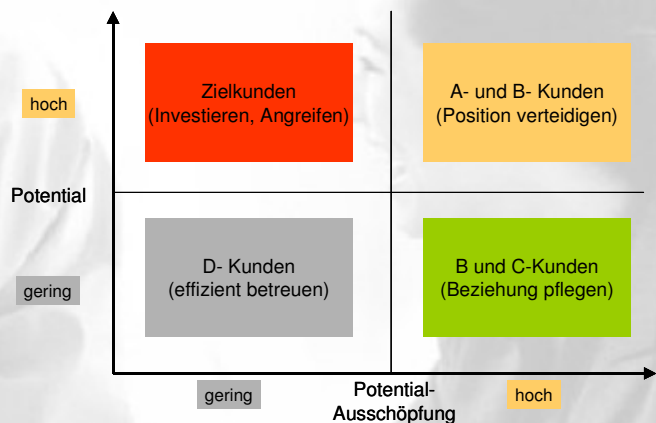 hoch
Zielkunden
(Investieren, Angreifen)
A- und B- Kunden
(Position verteidigen)
Potential
gering
D- Kunden
(effizient betreuen)
B und C-Kunden
(Beziehung pflegen)
gering
Potential-
Ausschöpfung
hoch